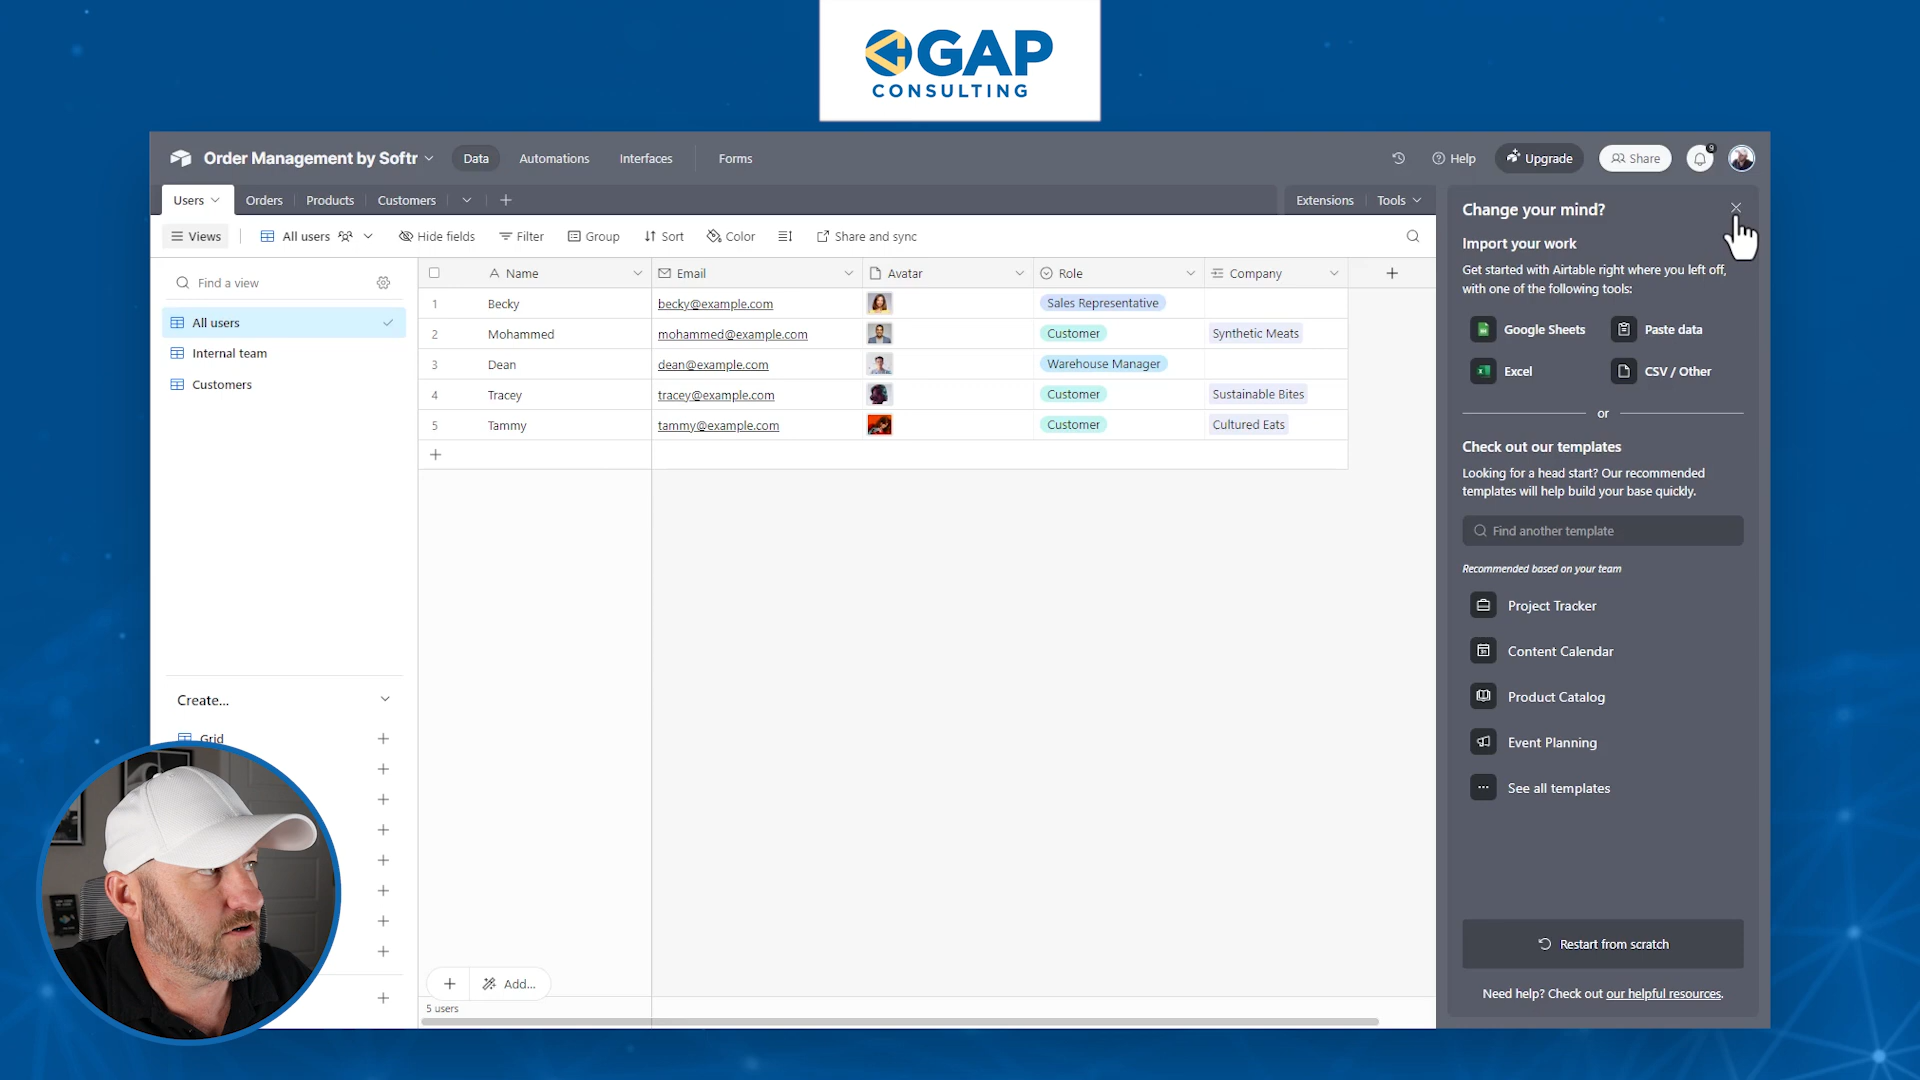 GAP
CONSULTING
Order Management by Softr
Data
Automations
Interfaces
Forms
Help
Upgrade
Share
9
Users
Orders
Products
Customers
Extensions
Tools
Views
All users
Hide fields
Filter
Group
Sort
Color
Share and sync
Find a view
All users
Internal team
Customers
Create...
Grid
Name
Email
Avatar
Role
Company
1 Becky becky@example.com Sales Representative
2 Mohammed mohammed@example.com Customer Synthetic Meats
3 Dean dean@example.com Warehouse Manager
4 Tracey tracey@example.com Customer Sustainable Bites
5 Tammy tammy@example.com Customer Cultured Eats
Add...
5 users
Change your mind?
Import your work
Get started with Airtable right where you left off,
with one of the following tools:
Google Sheets
Paste data
Excel
CSV / Other
or
Check out our templates
Looking for a head start? Our recommended
templates will help build your base quickly.
Find another template
Recommended based on your team
Project Tracker
Content Calendar
Product Catalog
Event Planning
See all templates
Restart from scratch
Need help? Check out our helpful resources.